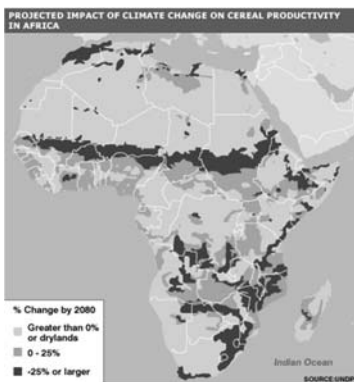 PROJECTED IMPACT OF CLIMATE CHANGE ON CEREAL PRODUCTIVITY
IN AFRICA
% Change by 2080
Greater than 0%
or drylands
0 - 25%
-25% or larger
Indian Ocean
SOURCE:UNDP